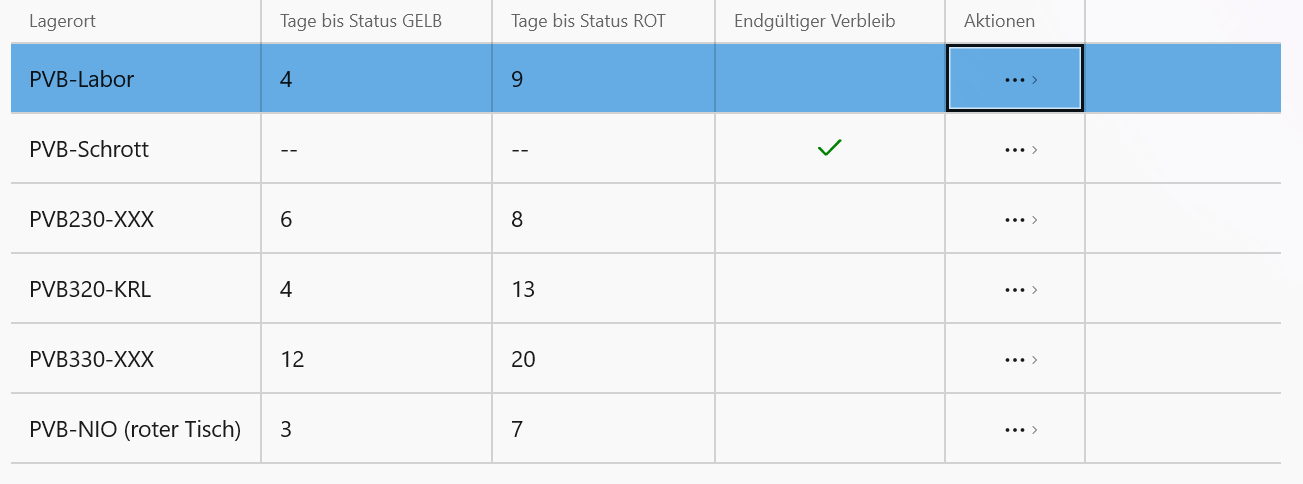 Lagerort Tage bis Status GELB Tage bis Status ROT Endgültiger Verbleib Aktionen
PVB-Labor 4 9 ...
PVB-Schrott -- -- ✓ ...
PVB230-XXX 6 8 ...
PVB320-KRL 4 13 ...
PVB330-XXX 12 20 ...
PVB-NIO (roter Tisch) 3 7 ...